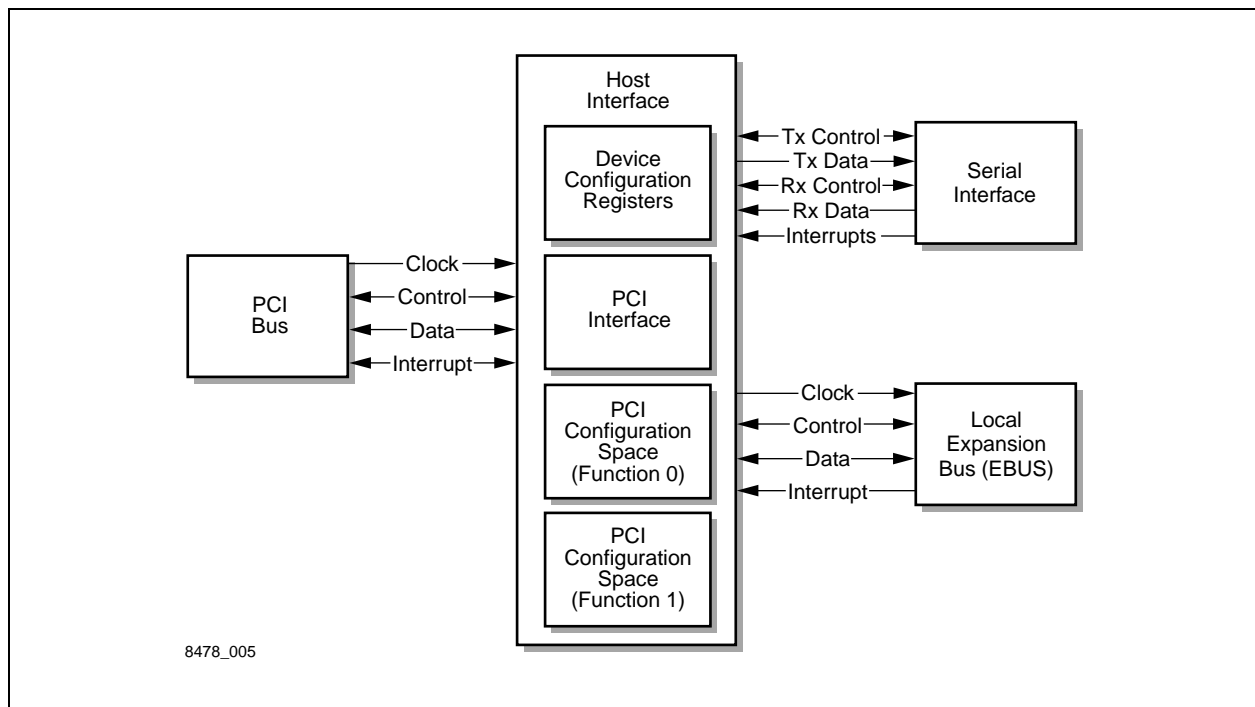 Host
Interface
Device
Configuration
Registers
PCI
Interface
PCI
Configuration
Space
(Function 0)
PCI
Configuration
Space
(Function 1)
PCI
Bus
Clock
Control
Data
Interrupt
Tx Control
Tx Data
Rx Control
Rx Data
Interrupts
Serial
Interface
Clock
Control
Data
Interrupt
Local
Expansion
Bus (EBUS)
8478_005